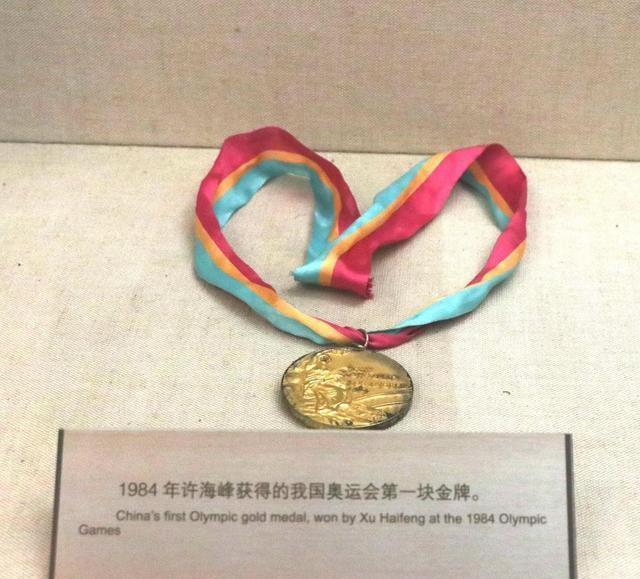 1984 年许海峰获得的我国奥运会第一块金牌。
China's first Olympic gold medal, won by Xu Haifeng at the 1984 Olympic
Games